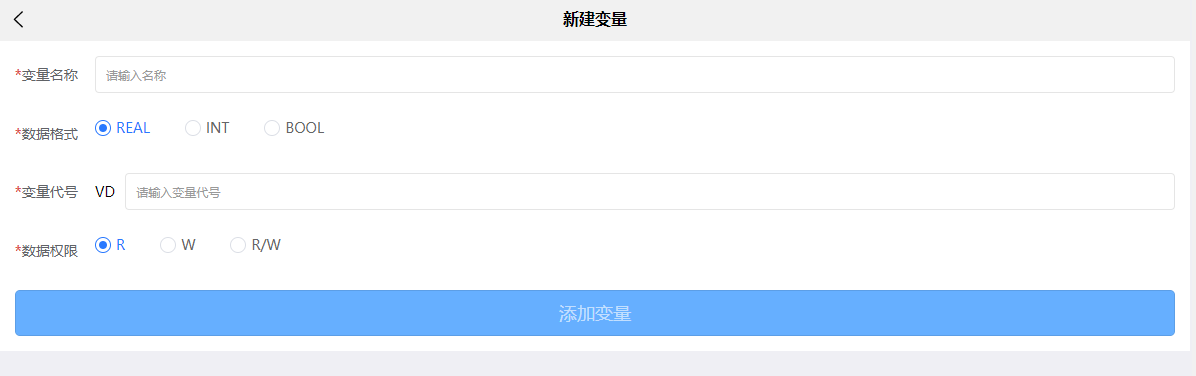 新建变量
*变量名称 请输入名称
*数据格式 REAL INT BOOL
*变量代号 VD 请输入变量代号
*数据权限 R W R/W
添加变量